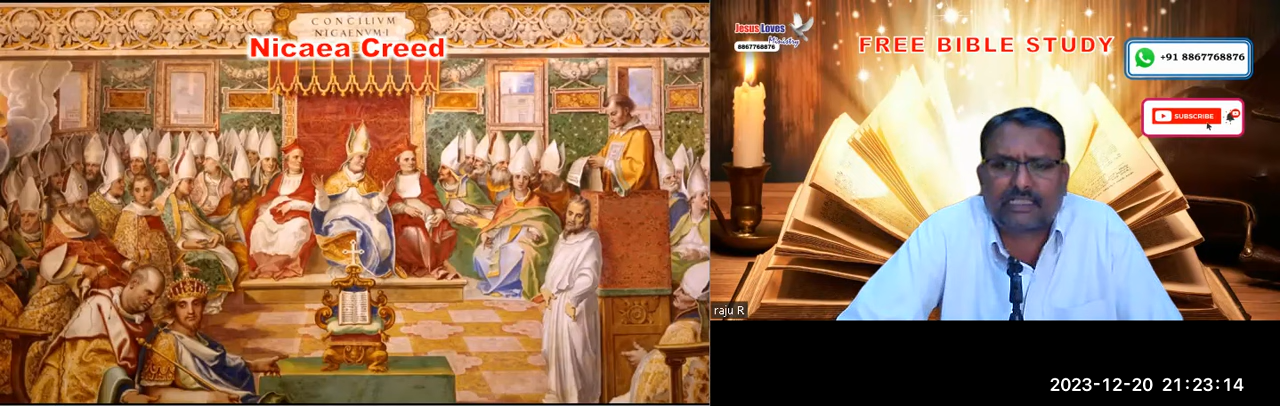 CONCILIVM
NICAENVM·I
Nicaea Creed
Jesus Loves
Ministry
8867768876
FREE BIBLE STUDY
+91 8867768876
SUBSCRIBE
raju R
2023-12-20 21:23:14